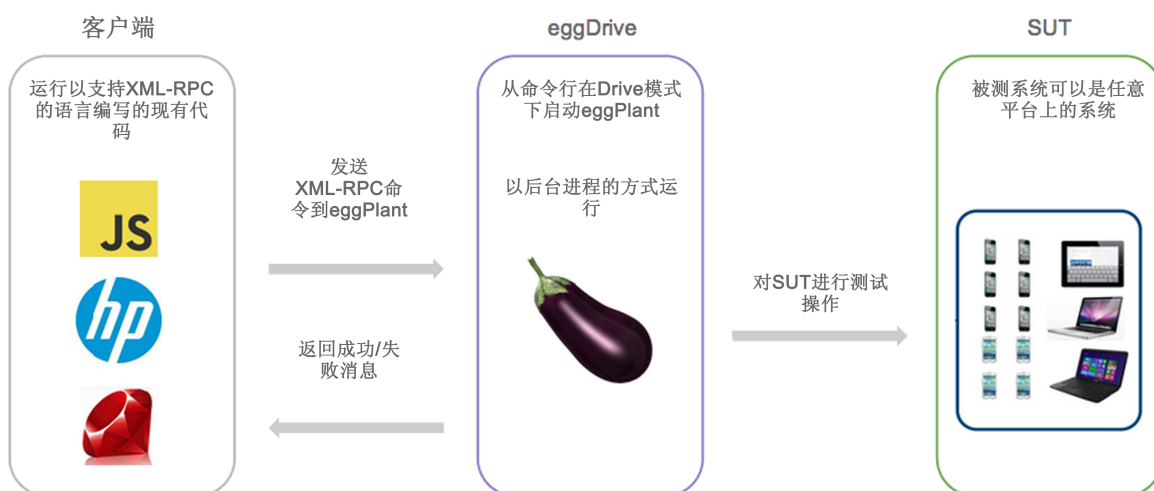 客户端
eggDrive
SUT
运行以支持XML-RPC
的语言编写的现有代
码
JS
hp
发送
XML-RPC命
令到eggPlant
返回成功/失
败消息
从命令行在Drive模式
下启动eggPlant
以后台进程的方式运
行
对SUT进行测试
操作
被测系统可以是任意
平台上的系统